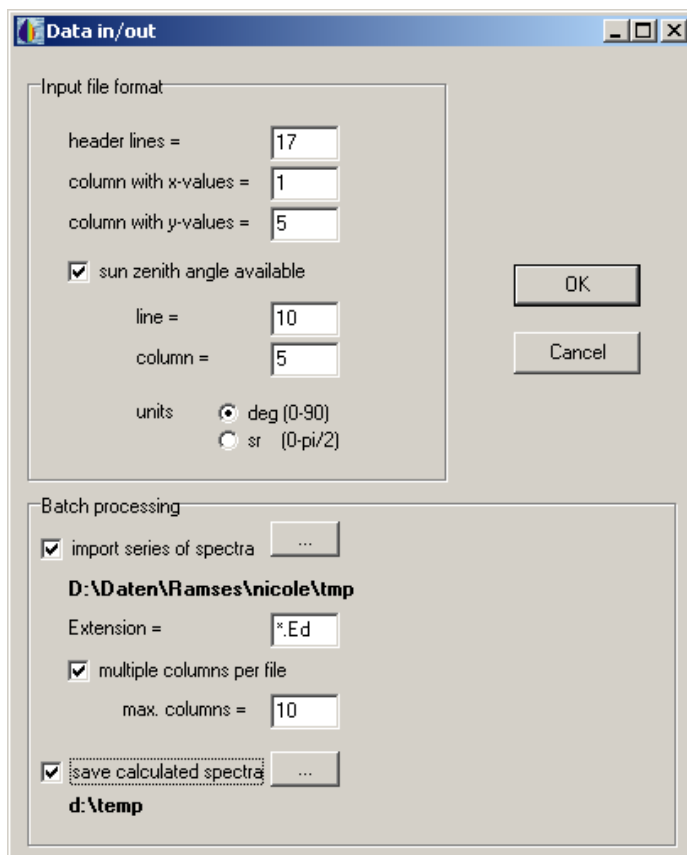 Data in/out
Input file format
header lines = 17
column with x-values = 1
column with y-values = 5
sun zenith angle available
line = 10
column = 5
units deg (0-90)
sr (0-pi/2)
OK
Cancel
Batch processing
import series of spectra ...
D:\Daten\Ramses\nicole\tmp
Extension = *.Ed
multiple columns per file
max. columns = 10
save calculated spectra ...
d:\temp